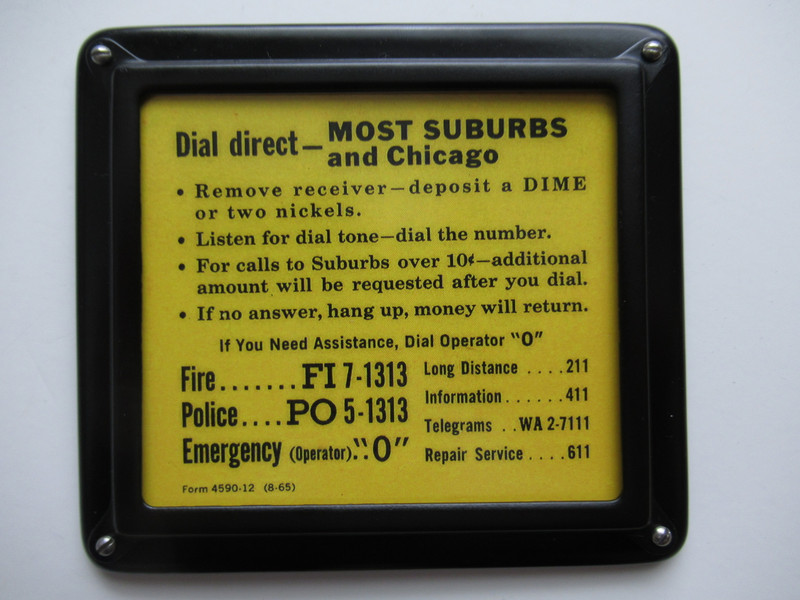 Dial direct—MOST SUBURBS
and Chicago
• Remove receiver—deposit a DIME
or two nickels.
• Listen for dial tone—dial the number.
• For calls to Suburbs over 10¢—additional
amount will be requested after you dial.
• If no answer, hang up, money will return.
If You Need Assistance, Dial Operator "O"
Fire.......FI 7-1313
Police....PO 5-1313
Emergency (Operator)..."O"
Long Distance ....211
Information......411
Telegrams ..WA 2-7111
Repair Service ....611
Form 4590-12 (8-65)